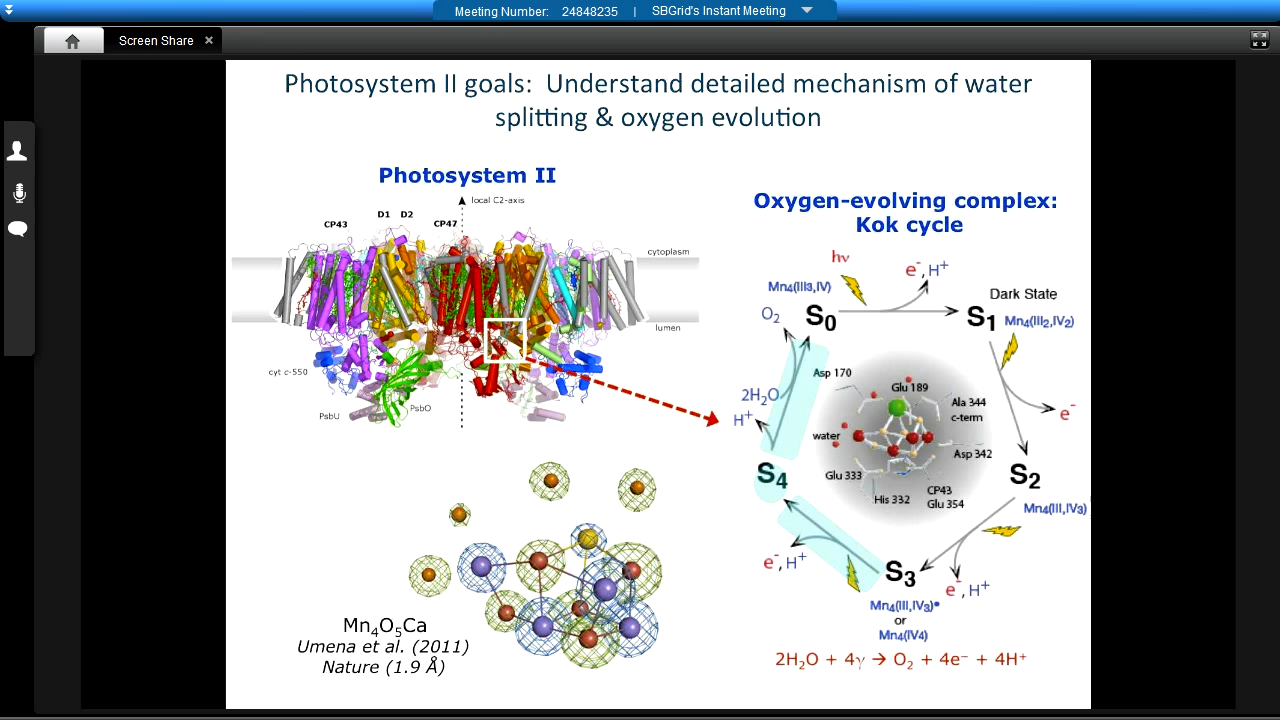 Meeting Number: 24848235 | SBGrid's Instant Meeting
Screen Share ×
Photosystem II goals: Understand detailed mechanism of water
splitting & oxygen evolution
Photosystem II
local C2-axis
D1 D2
CP43
CP47
cytoplasm
lumen
cyt c-550
PsbU
PsbO
Oxygen-evolving complex:
Kok cycle
hν
e⁻, H⁺
Mn₄(III3,IV)
Dark State
O₂
S₀
S₁
Mn₄(III₂,IV₂)
Asp 170
Glu 189
2H₂O
Ala 344
c-term
H⁺
e⁻
water
Asp 342
S₄
Glu 333
S₂
His 332
CP43
Glu 354
Mn₄(III,IV₃)
e⁻, H⁺
S₃
e⁻, H⁺
Mn₄(III,IV₃)•
or
Mn₄(IV4)
2H₂O + 4γ → O₂ + 4e⁻ + 4H⁺
Mn₄O₅Ca
Umena et al. (2011)
Nature (1.9 Å)